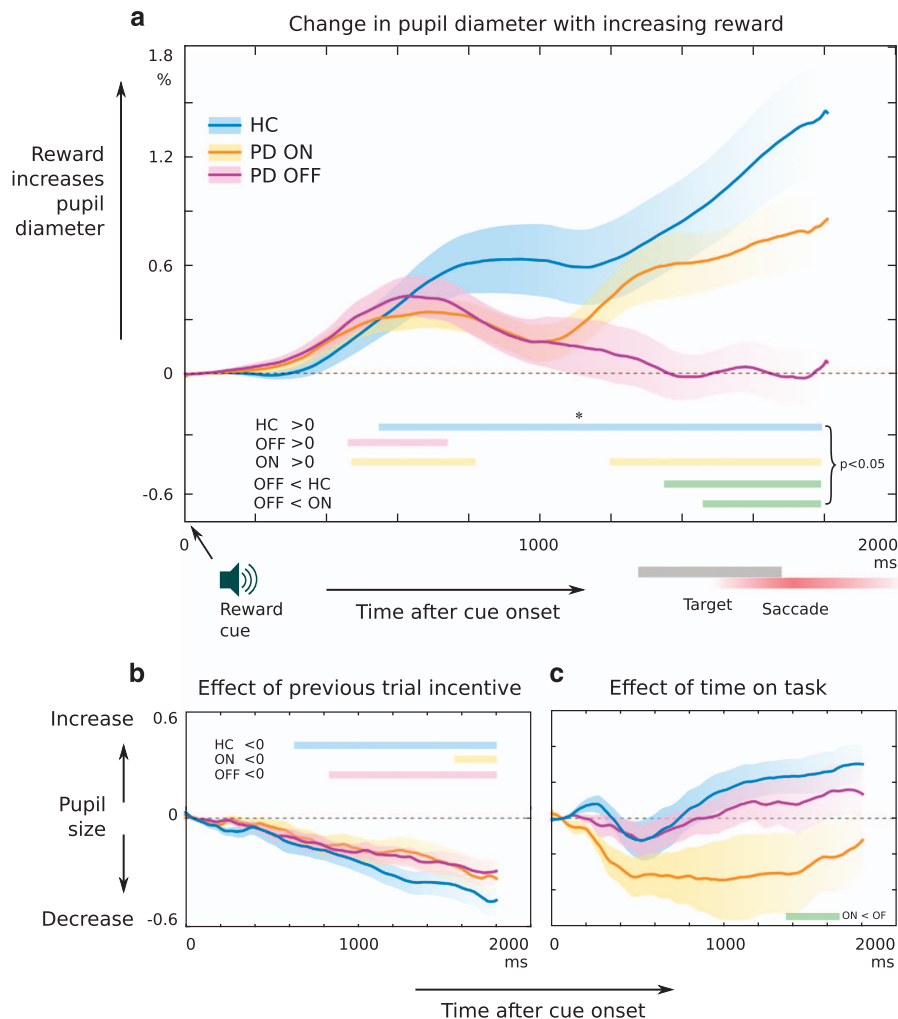 a
Change in pupil diameter with increasing reward
1.8
%
1.2
0.6
0
-0.6
Reward
increases
pupil
diameter
HC
PD ON
PD OFF
*
HC >0
OFF >0
ON >0
OFF < HC
OFF < ON
p<0.05
0
1000
2000
ms
Reward
cue
Time after cue onset
Target
Saccade
b
Effect of previous trial incentive
Increase
Pupil
size
Decrease
0.6
0
-0.6
HC <0
ON <0
OFF <0
0
1000
2000
ms
c
Effect of time on task
ON < OF
0
1000
2000
ms
Time after cue onset